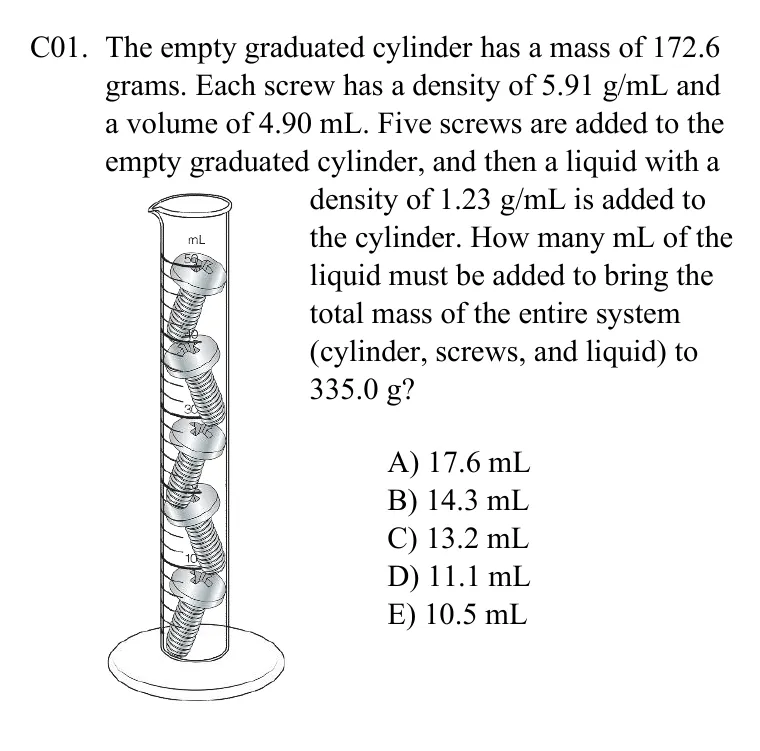 C01. The empty graduated cylinder has a mass of 172.6
grams. Each screw has a density of 5.91 g/mL and
a volume of 4.90 mL. Five screws are added to the
empty graduated cylinder, and then a liquid with a
density of 1.23 g/mL is added to
the cylinder. How many mL of the
liquid must be added to bring the
total mass of the entire system
(cylinder, screws, and liquid) to
335.0 g?
mL
50
40
30
10
A) 17.6 mL
B) 14.3 mL
C) 13.2 mL
D) 11.1 mL
E) 10.5 mL